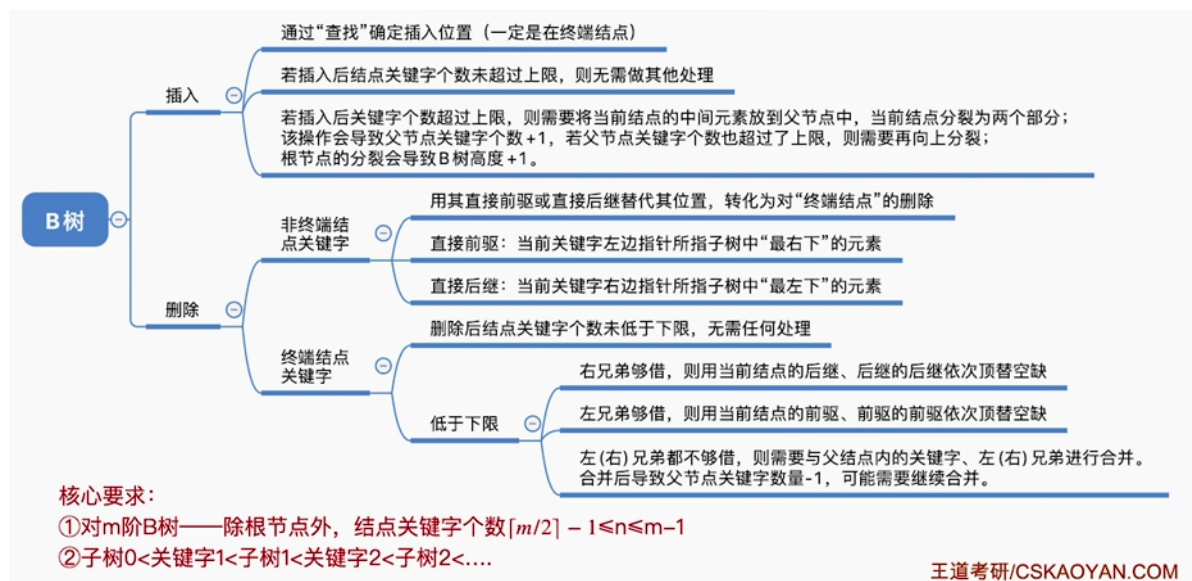 B树
插入
通过“查找”确定插入位置（一定是在终端结点）
若插入后结点关键字个数未超过上限，则无需做其他处理
若插入后关键字个数超过上限，则需要将当前结点的中间元素放到父节点中，当前结点分裂为两个部分；
该操作会导致父节点关键字个数+1，若父节点关键字个数也超过了上限，则需要再向上分裂；
根节点的分裂会导致B树高度+1。
删除
非终端结
点关键字
用其直接前驱或直接后继替代其位置，转化为对“终端结点”的删除
直接前驱：当前关键字左边指针所指子树中“最右下”的元素
直接后继：当前关键字右边指针所指子树中“最左下”的元素
终端结点
关键字
删除后结点关键字个数未低于下限，无需任何处理
低于下限
右兄弟够借，则用当前结点的后继、后继的后继依次顶替空缺
左兄弟够借，则用当前结点的前驱、前驱的前驱依次顶替空缺
左(右)兄弟都不够借，则需要与父结点内的关键字、左(右)兄弟进行合并。
合并后导致父节点关键字数量-1，可能需要继续合并。
核心要求：
①对m阶B树——除根节点外，结点关键字个数⌈m/2⌉ − 1≤n≤m-1
②子树0<关键字1<子树1<关键字2<子树2<....
王道考研/CSKAOYAN.COM